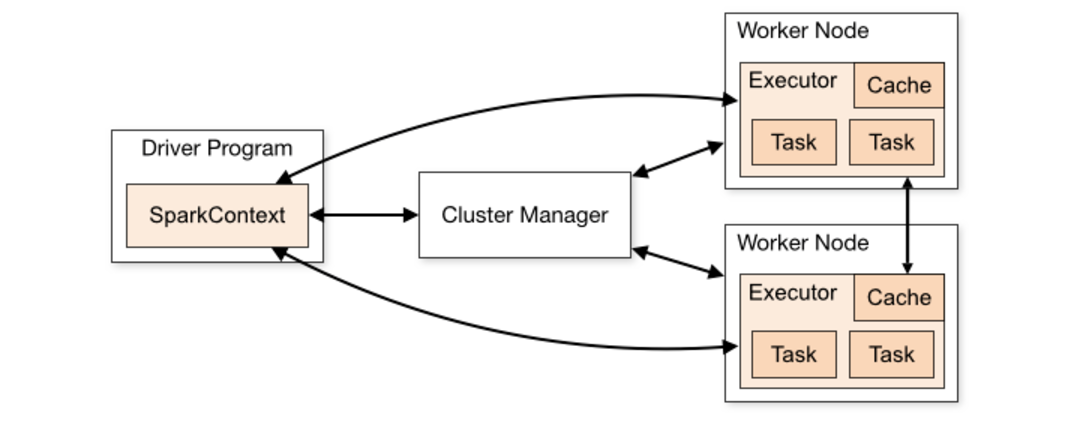 Driver Program
SparkContext
Cluster Manager
Worker Node
Executor
Cache
Task
Task
Worker Node
Executor
Cache
Task
Task